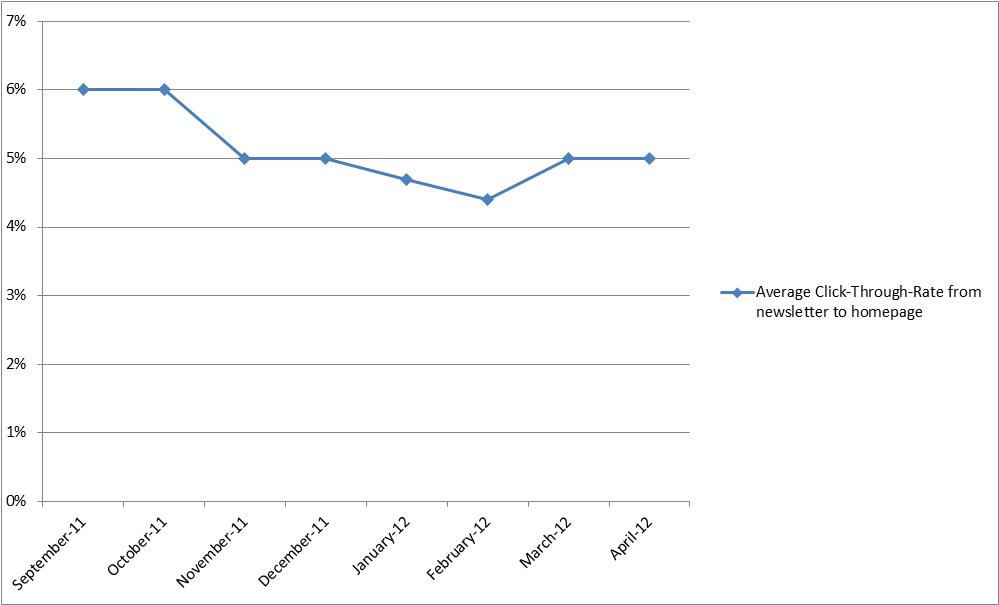 7%
6%
5%
4%
3%
2%
1%
0%
September-11
October-11
November-11
December-11
January-12
February-12
March-12
April-12
Average Click-Through-Rate from
newsletter to homepage